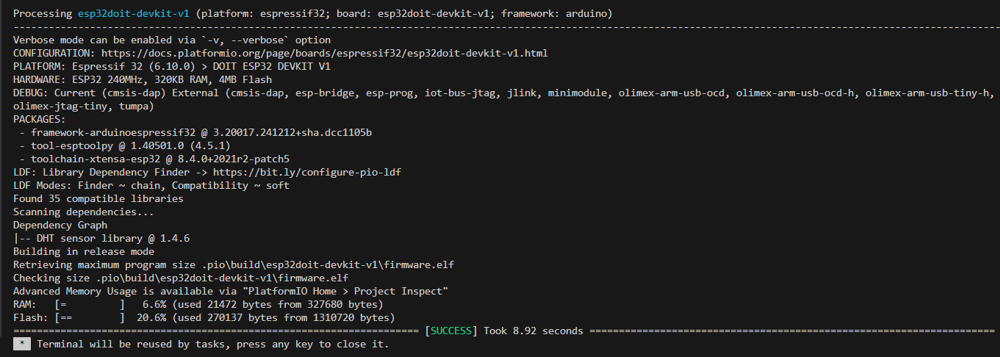 Processing esp32doit-devkit-v1 (platform: espressif32; board: esp32doit-devkit-v1; framework: arduino)
--------------------------------------------------------------------------------------------------------------------------------------------------------
Verbose mode can be enabled via `-v, --verbose` option
CONFIGURATION: https://docs.platformio.org/page/boards/espressif32/esp32doit-devkit-v1.html
PLATFORM: Espressif 32 (6.10.0) > DOIT ESP32 DEVKIT V1
HARDWARE: ESP32 240MHz, 320KB RAM, 4MB Flash
DEBUG: Current (cmsis-dap) External (cmsis-dap, esp-bridge, esp-prog, iot-bus-jtag, jlink, minimodule, olimex-arm-usb-ocd, olimex-arm-usb-ocd-h, olimex-arm-usb-tiny-h,
olimex-jtag-tiny, tumpa)
PACKAGES:
 - framework-arduinoespressif32 @ 3.20017.241212+sha.dcc1105b
 - tool-esptoolpy @ 1.40501.0 (4.5.1)
 - toolchain-xtensa-esp32 @ 8.4.0+2021r2-patch5
LDF: Library Dependency Finder -> https://bit.ly/configure-pio-ldf
LDF Modes: Finder ~ chain, Compatibility ~ soft
Found 35 compatible libraries
Scanning dependencies...
Dependency Graph
|-- DHT sensor library @ 1.4.6
Building in release mode
Retrieving maximum program size .pio\build\esp32doit-devkit-v1\firmware.elf
Checking size .pio\build\esp32doit-devkit-v1\firmware.elf
Advanced Memory Usage is available via "PlatformIO Home > Project Inspect"
RAM:   [=         ]   6.6% (used 21472 bytes from 327680 bytes)
Flash: [==        ]  20.6% (used 270137 bytes from 1310720 bytes)
===================================================================== [SUCCESS] Took 8.92 seconds =====================================================================
 *  Terminal will be reused by tasks, press any key to close it.